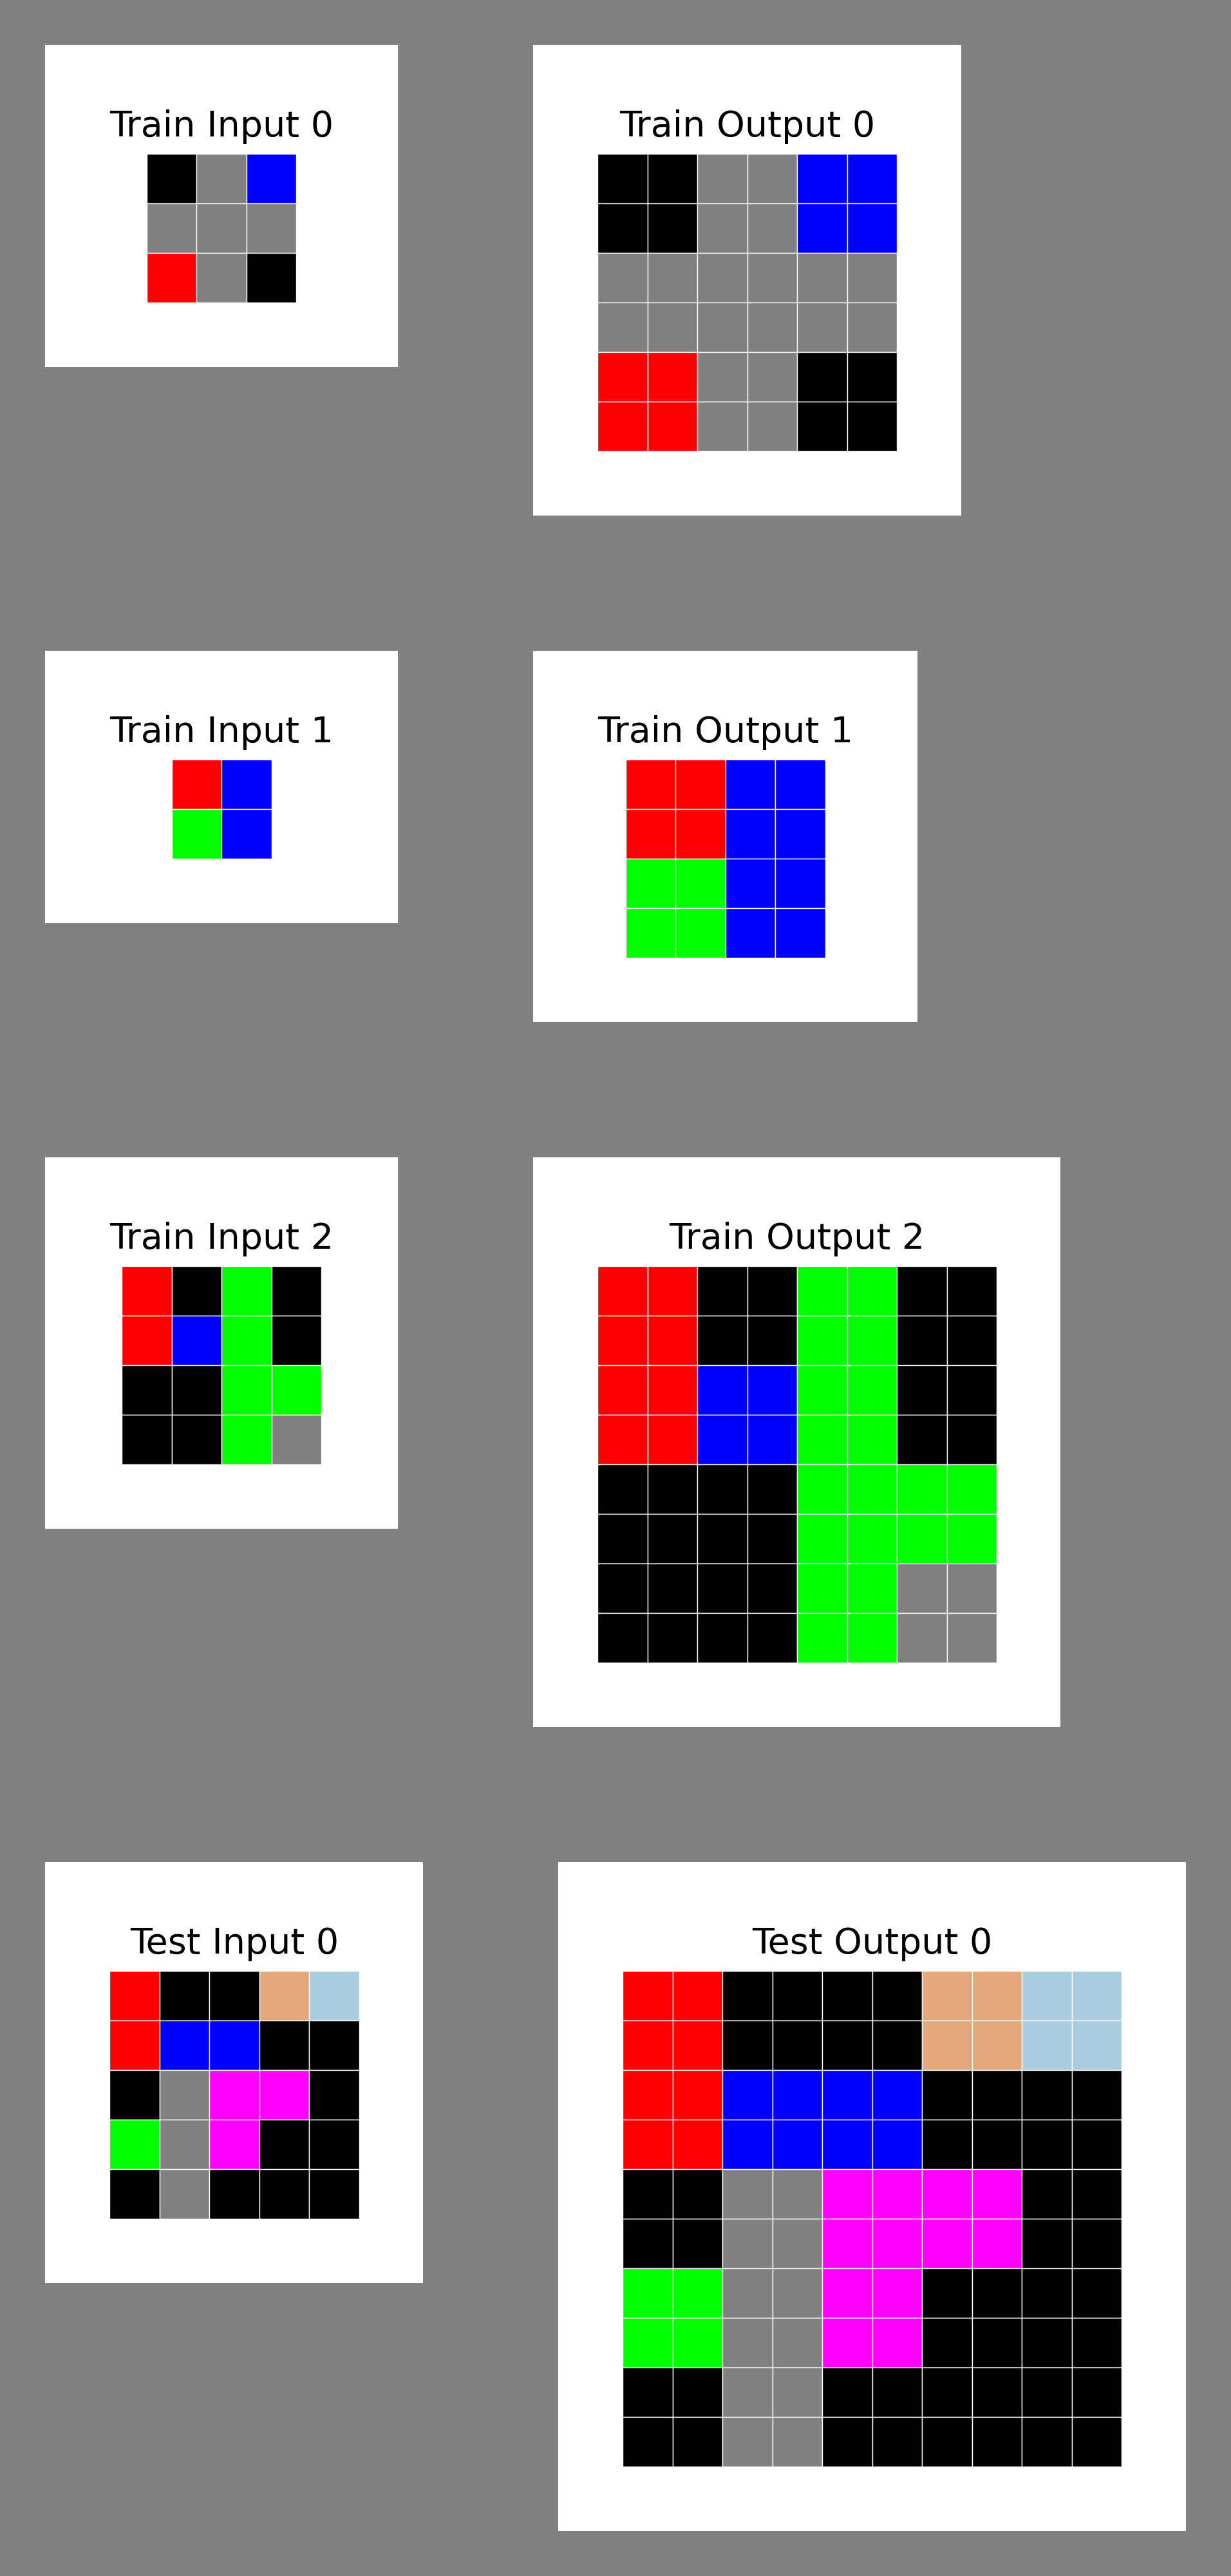 Train Input 0
Train Output 0
Train Input 1
Train Output 1
Train Input 2
Train Output 2
Test Input 0
Test Output 0